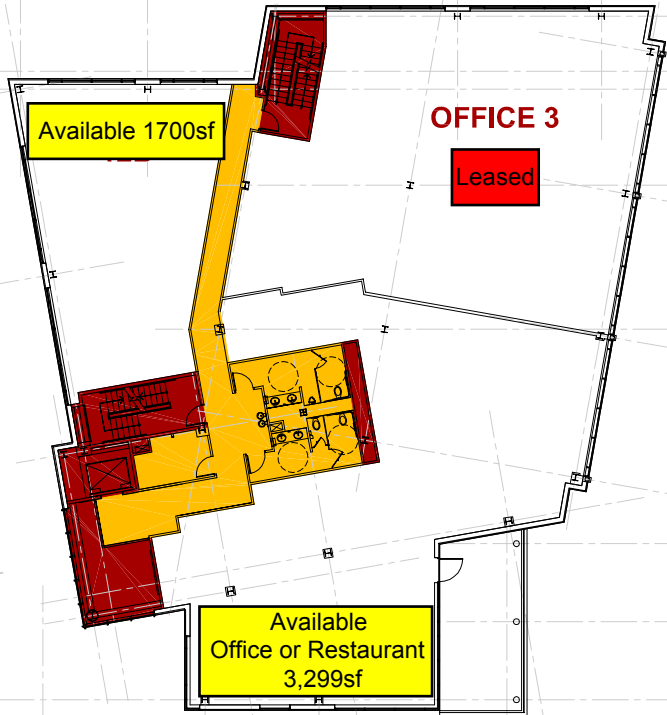 OFFICE 3
Available 1700sf
Leased
Available
Office or Restaurant
3,299sf